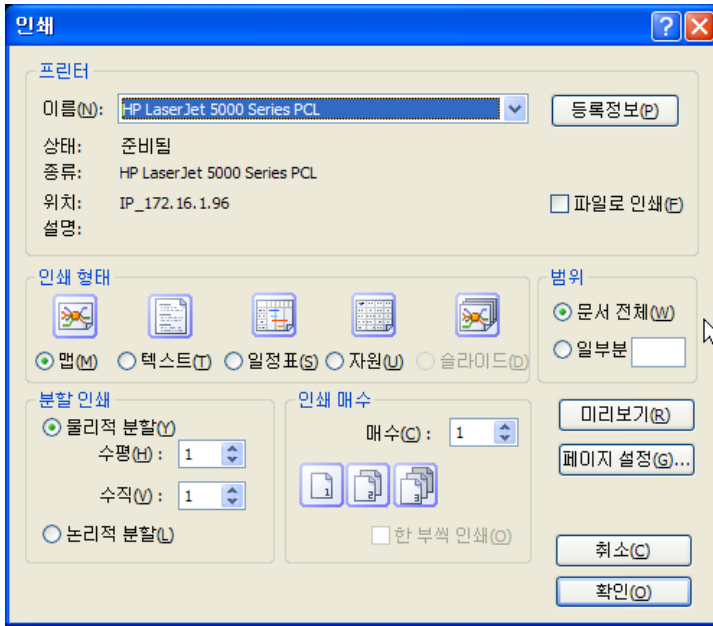 인쇄
프린터
이름(N): HP LaserJet 5000 Series PCL 등록정보(P)
상태: 준비됨
종류: HP LaserJet 5000 Series PCL
위치: IP_172.16.1.96 파일로 인쇄(F)
설명:
인쇄 형태 범위
맵(M) 텍스트(T) 일정표(S) 자원(U) 슬라이드(D) 문서 전체(W)
일부분
분할 인쇄 인쇄 매수
물리적 분할(Y) 매수(C): 1 미리보기(R)
수평(H): 1 페이지 설정(G)...
수직(V): 1 1 2 3
논리적 분할(L) 한 부씩 인쇄(O)
취소(C)
확인(O)